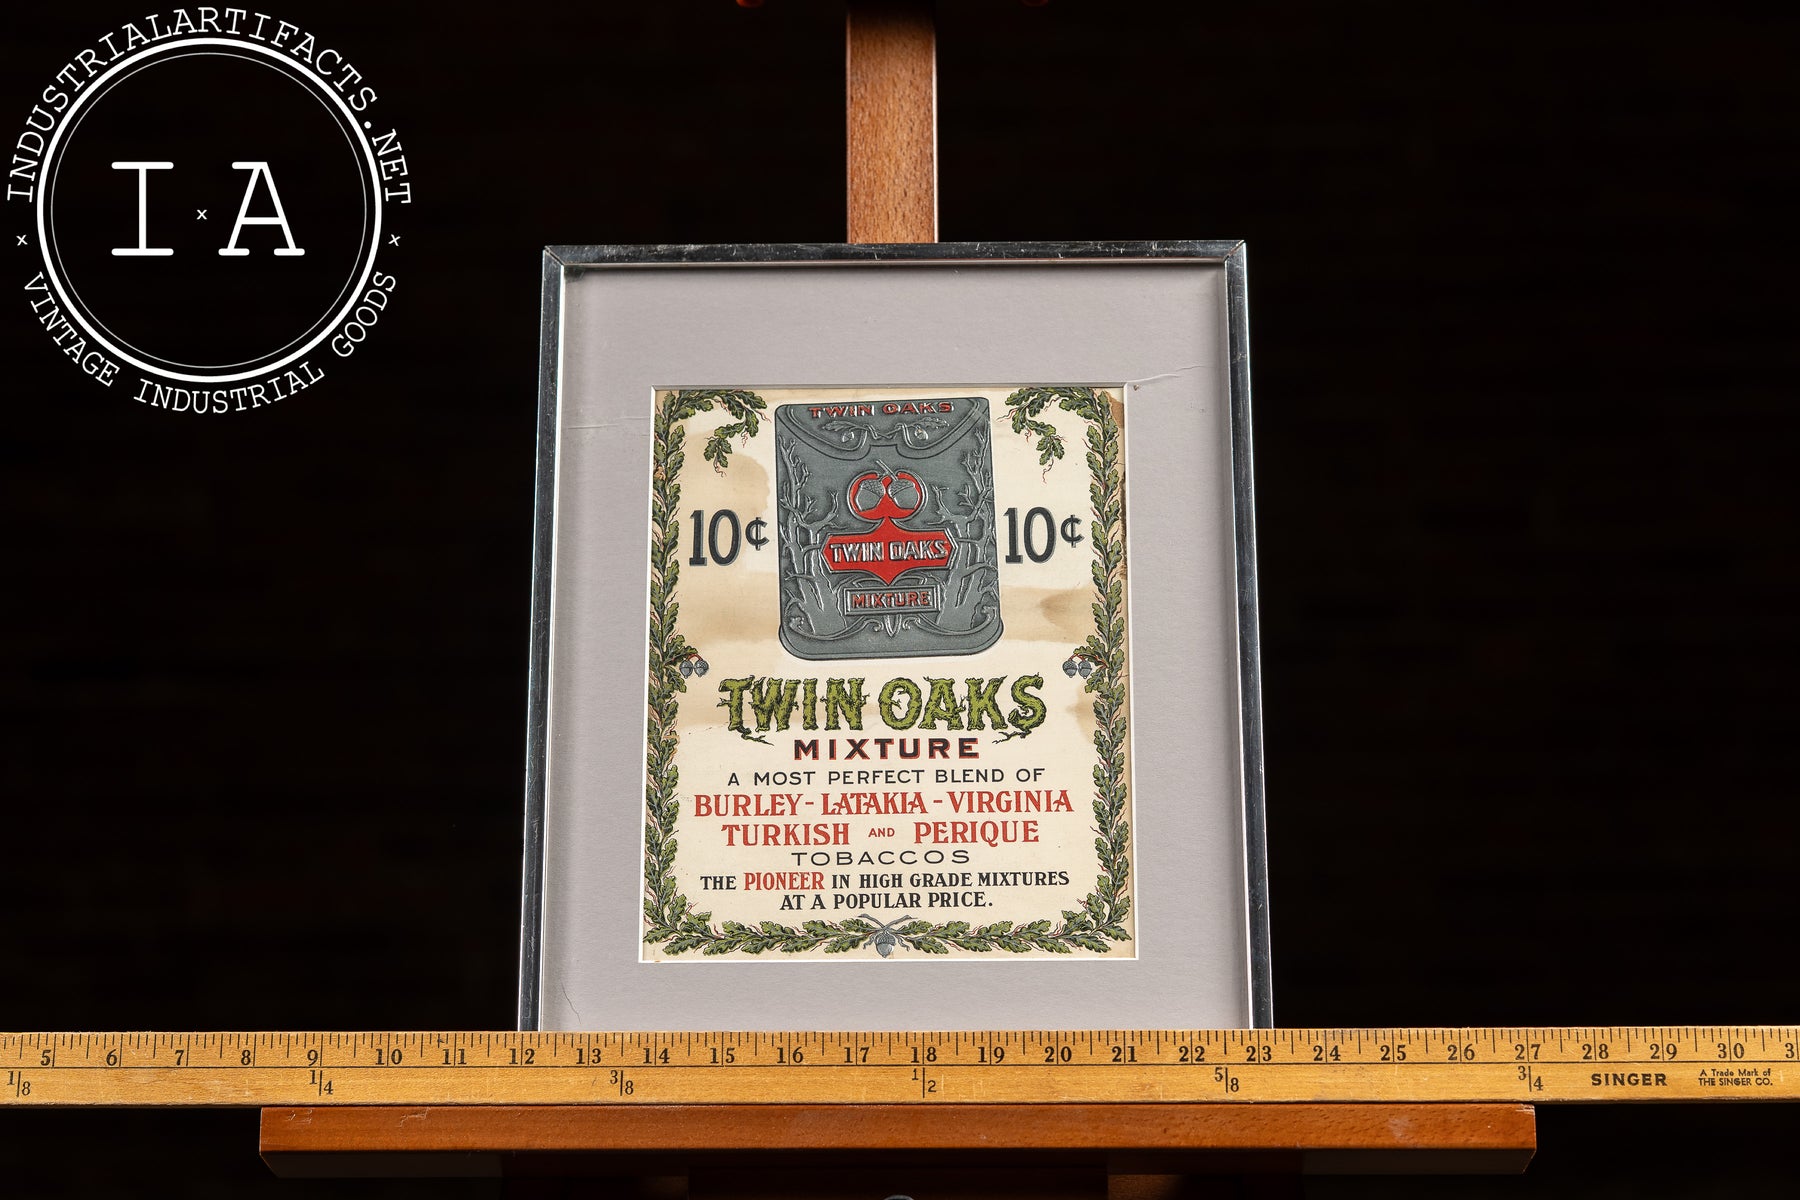 INDUSTRIALARTIFACTS.NET
I x A
x x
VINTAGE INDUSTRIAL GOODS
TWIN OAKS
10¢ 10¢
TWIN OAKS
MIXTURE
TWIN OAKS
MIXTURE
A MOST PERFECT BLEND OF
BURLEY - LATAKIA - VIRGINIA
TURKISH AND PERIQUE
TOBACCOS
THE PIONEER IN HIGH GRADE MIXTURES
AT A POPULAR PRICE.
5 6 7 8 9 10 11 12 13 14 15 16 17 18 19 20 21 22 23 24 25 26 27 28 29 30 3
1/8 1/4 3/8 1/2 5/8 3/4 SINGER A Trade Mark of
THE SINGER CO.